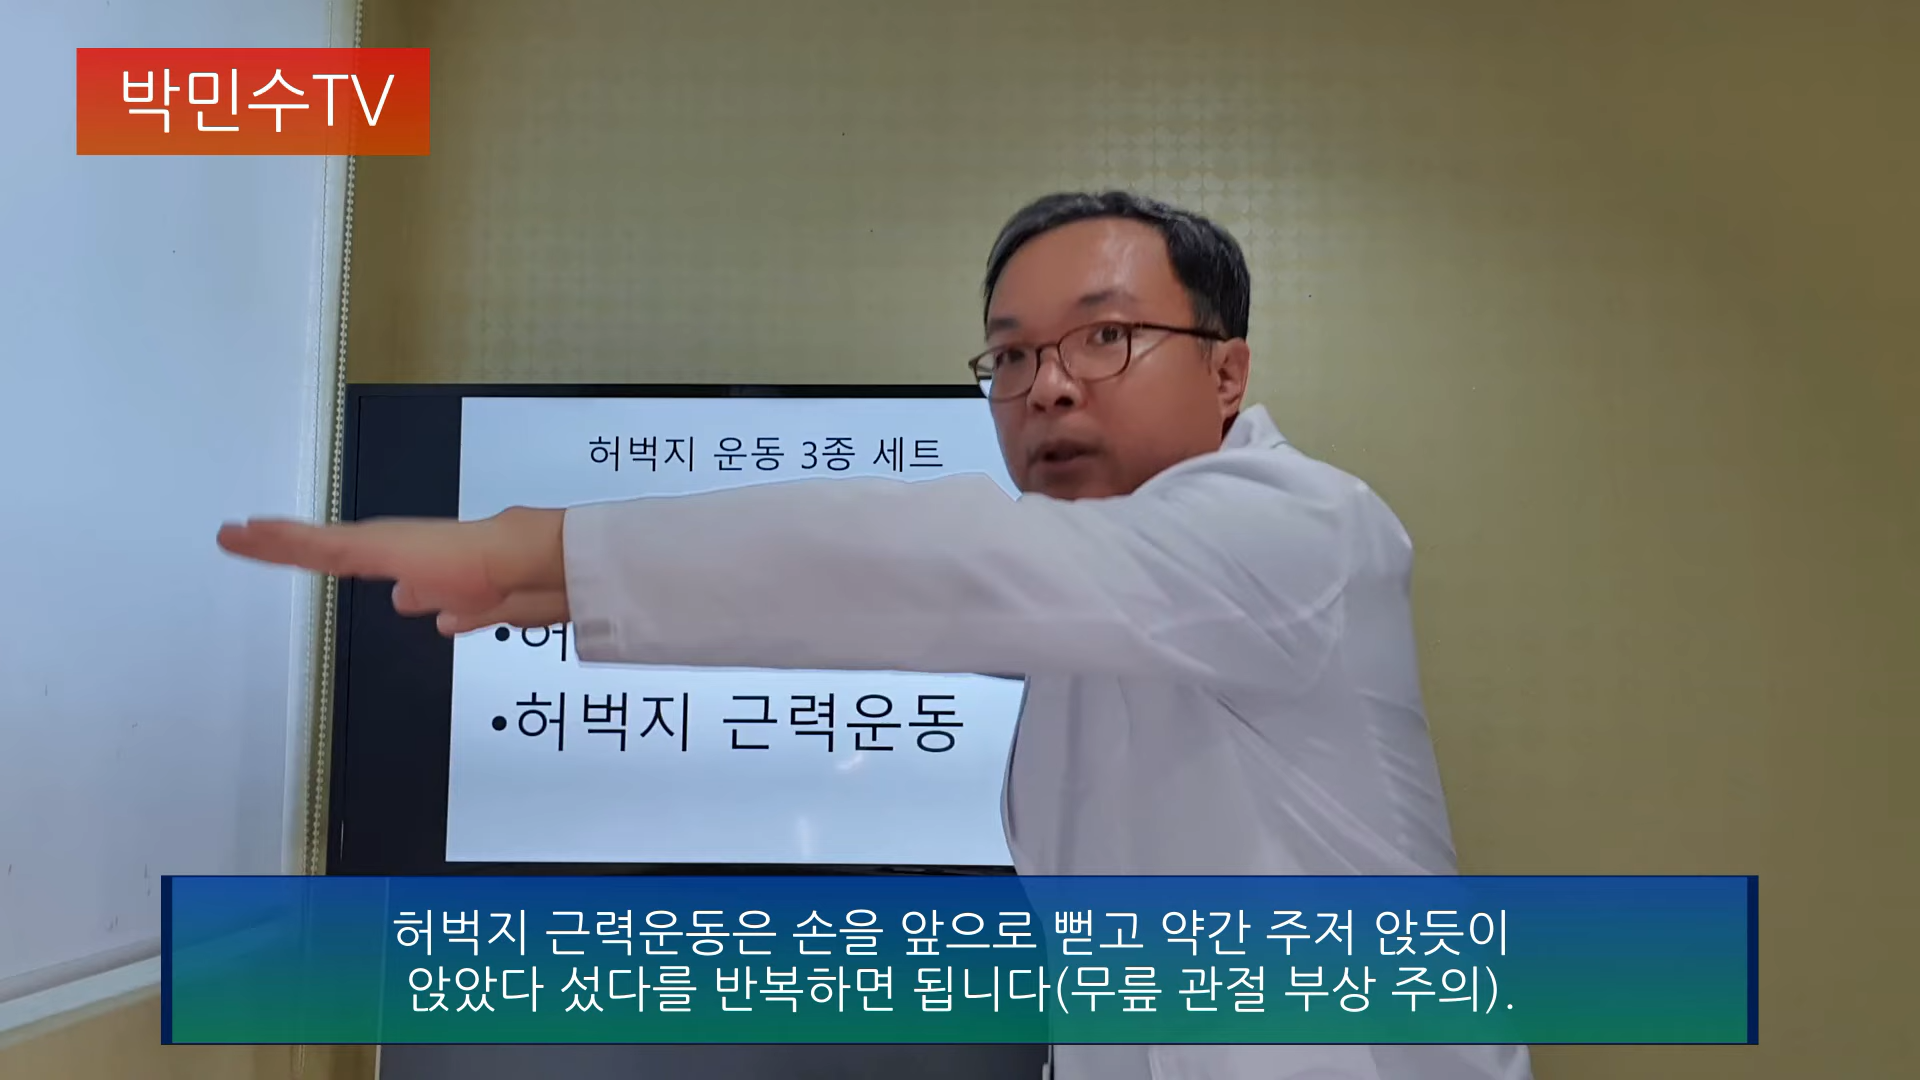 박민수TV
허벅지 운동 3종 세트
•허
•허벅지 근력운동
허벅지 근력운동은 손을 앞으로 뻗고 약간 주저 앉듯이
앉았다 섰다를 반복하면 됩니다(무릎 관절 부상 주의).